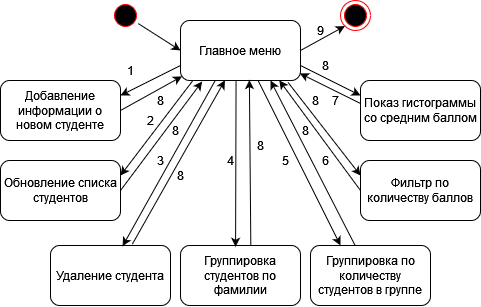 9
Главное меню
1
8
8
7
Добавление
информации о
новом студенте
Показ гистограммы
со средним баллом
2
8
3
8
4
8
5
8
6
8
8
Обновление списка
студентов
Фильтр по
количеству баллов
Удаление студента
Группировка
студентов по
фамилии
Группировка по
количеству
студентов в группе